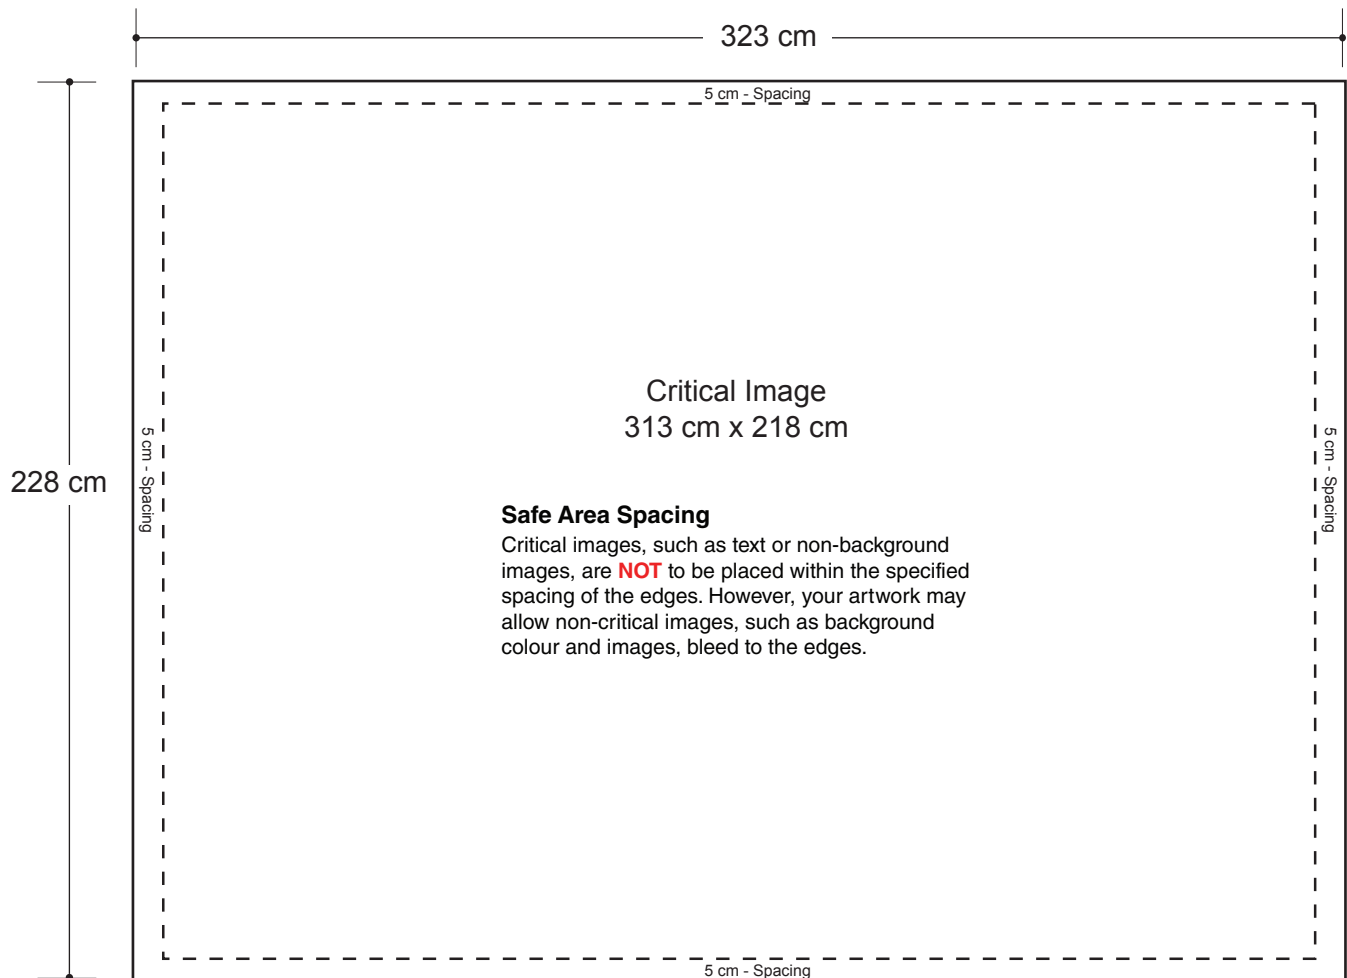 323 cm
5 cm - Spacing
Critical Image
313 cm x 218 cm
5 cm - Spacing
5 cm - Spacing
228 cm
Safe Area Spacing
Critical images, such as text or non-background
images, are NOT to be placed within the specified
spacing of the edges. However, your artwork may
allow non-critical images, such as background
colour and images, bleed to the edges.
5 cm - Spacing